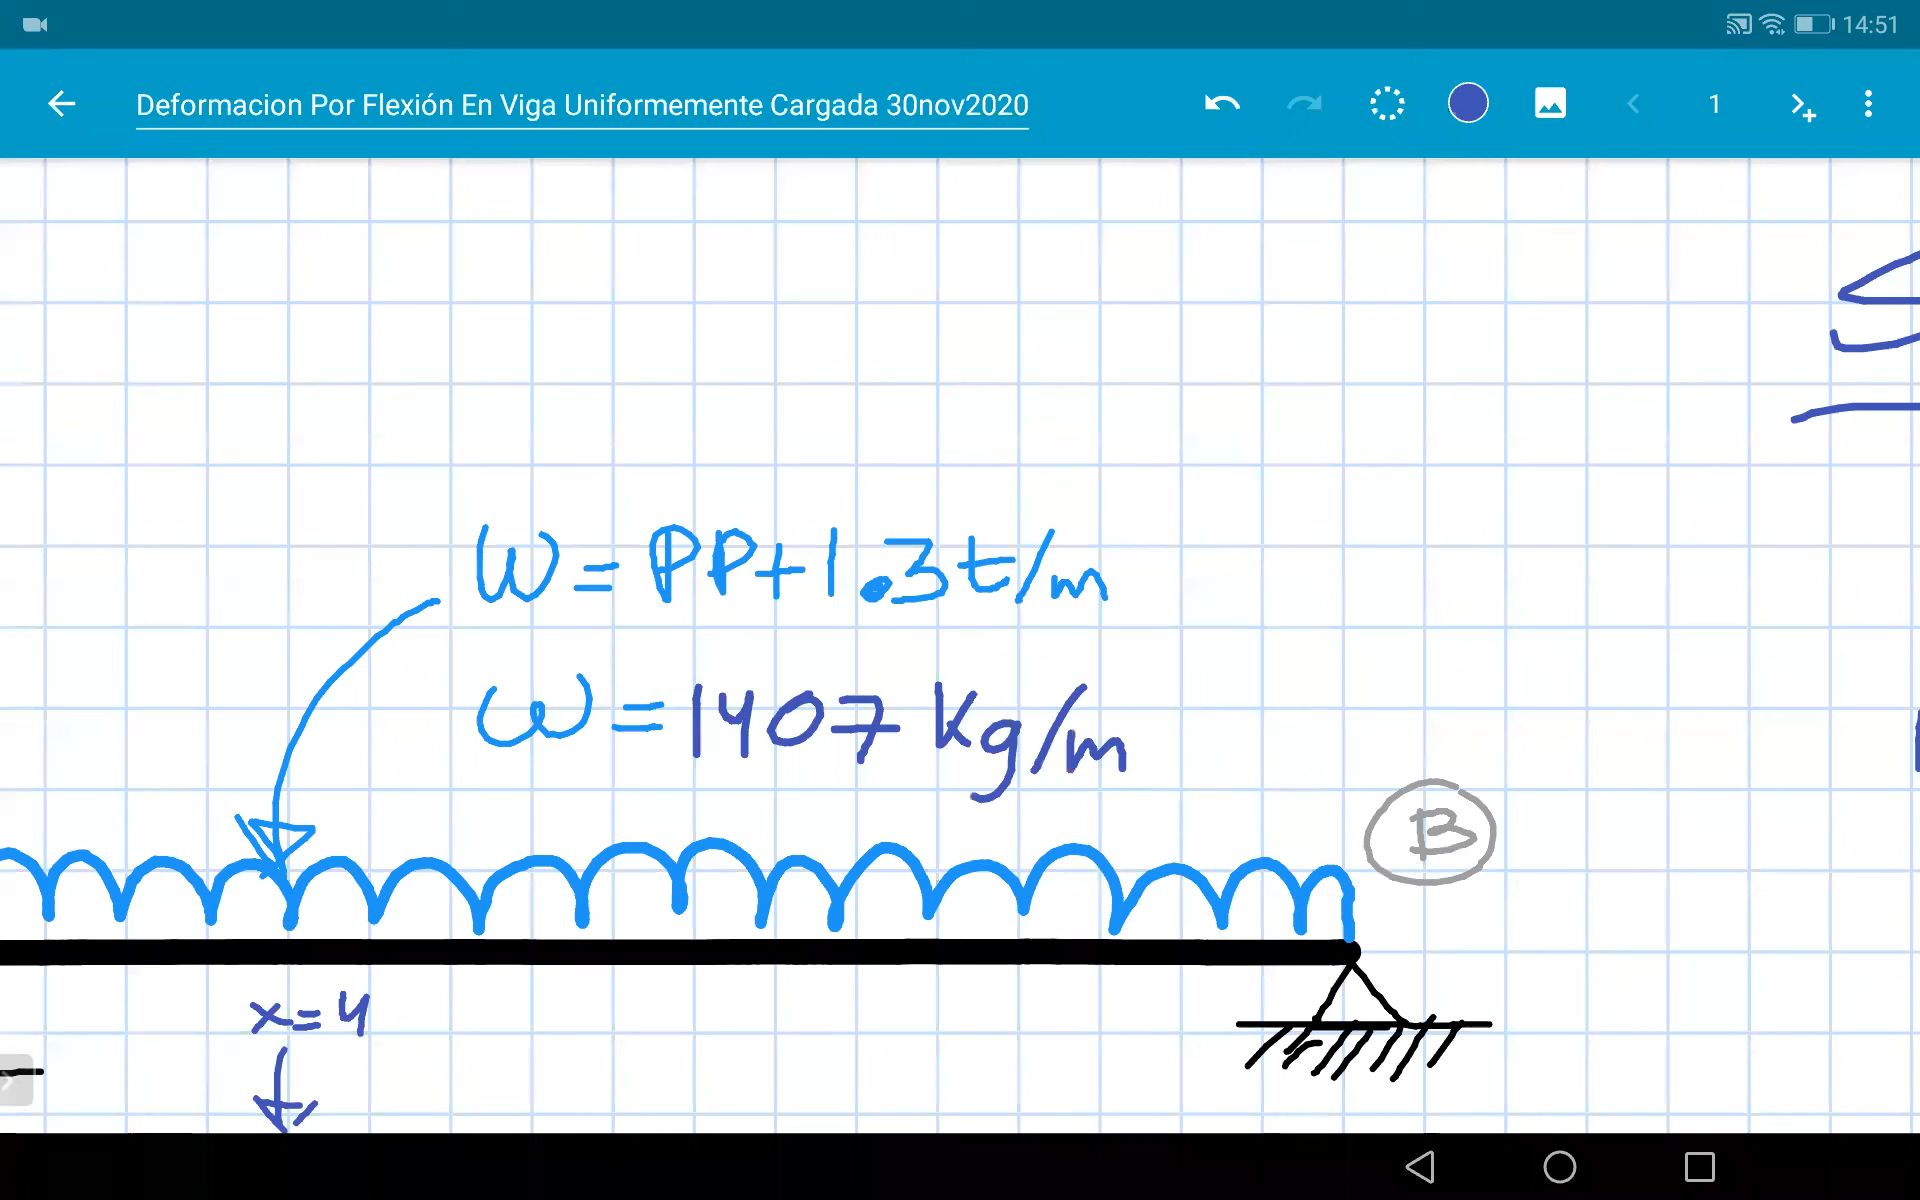 14:51
Deformacion Por Flexión En Viga Uniformemente Cargada 30nov2020
1
W = PP+1.3t/m
ω = 1407 Kg/m
B
x=4